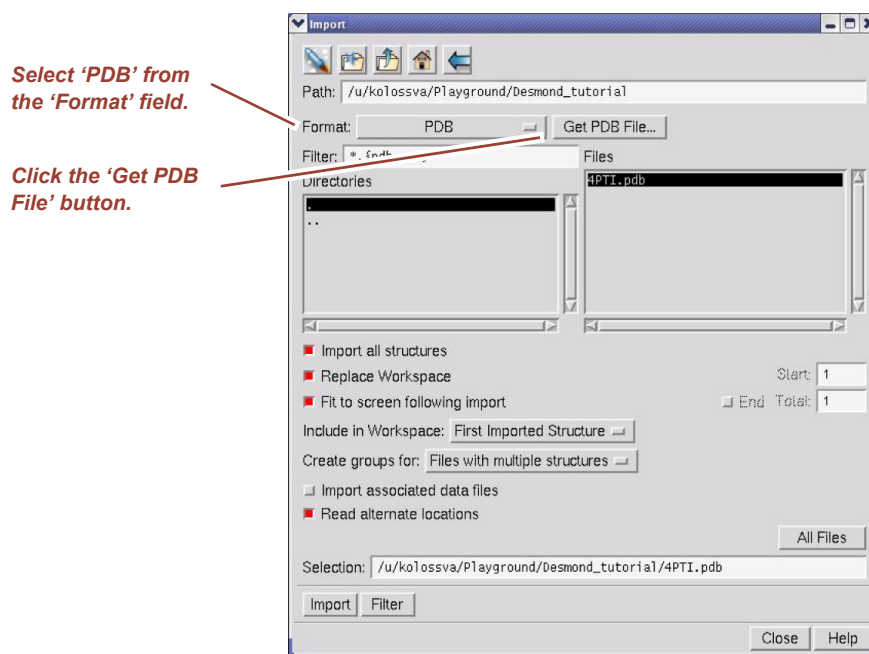 Import
Select ‘PDB’ from
the ‘Format’ field.
Path: /u/kolossva/Playground/Desmond_tutorial
Format: PDB Get PDB File...
Click the ‘Get PDB
File’ button.
Filter: Files
Directories
4PTI.pdb
.
..
Import all structures
Replace Workspace Start: 1
Fit to screen following import End Total: 1
Include in Workspace: First Imported Structure
Create groups for: Files with multiple structures
Import associated data files
Read alternate locations
All Files
Selection: /u/kolossva/Playground/Desmond_tutorial/4PTI.pdb
Import Filter
Close Help